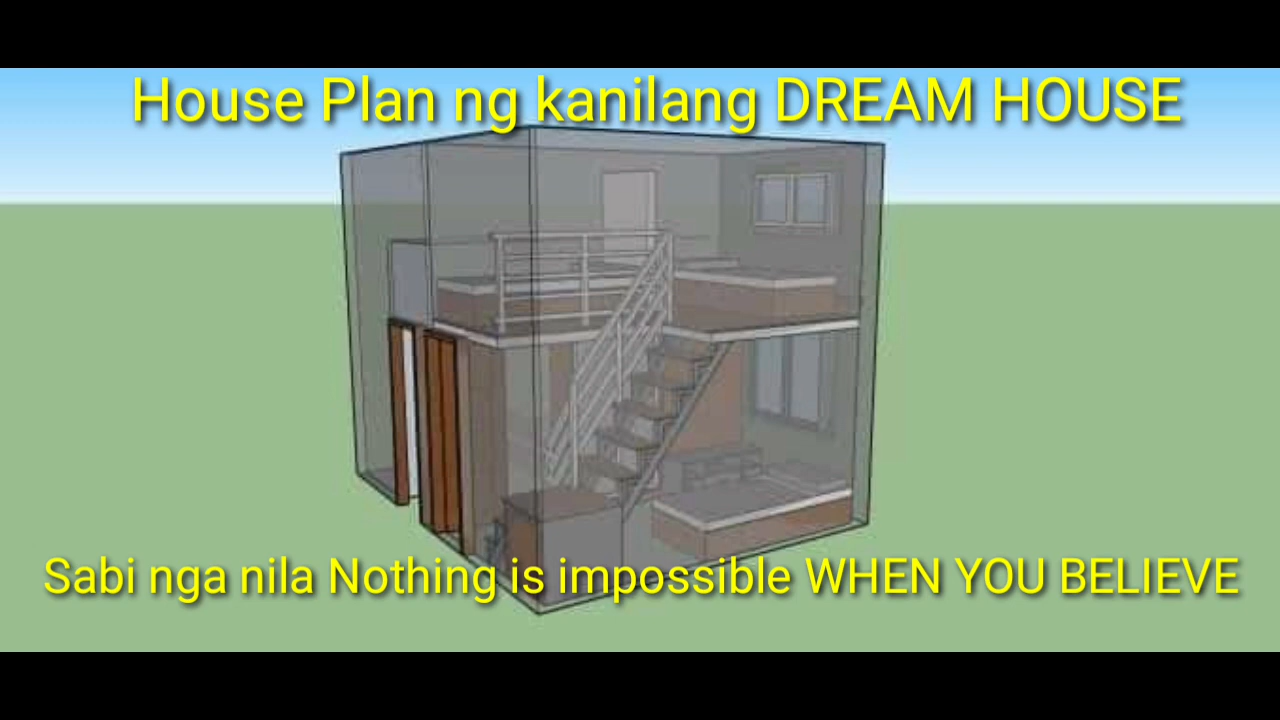 House Plan ng kanilang DREAM HOUSE
Sabi nga nila Nothing is impossible WHEN YOU BELIEVE